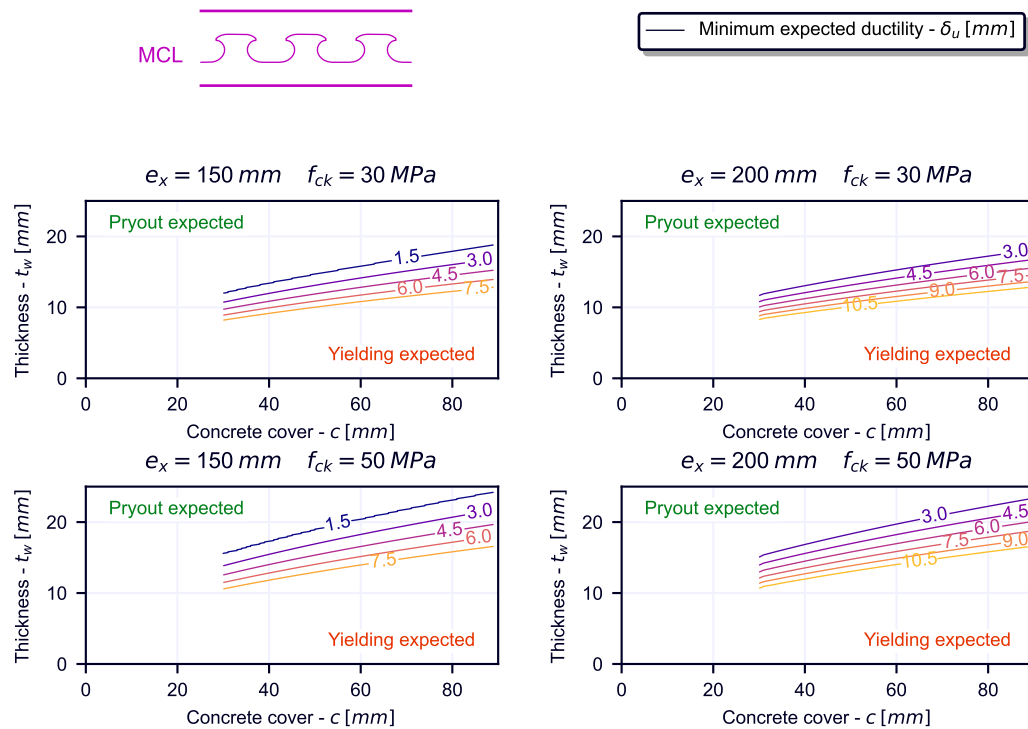 MCL
Minimum expected ductility - δu [mm]
ex = 150 mm fck = 30 MPa
Thickness - tw [mm]
20
10
0
Pryout expected
1.5
3.0
4.5
6.0
7.5
Yielding expected
0 20 40 60 80
Concrete cover - c [mm]
ex = 200 mm fck = 30 MPa
Thickness - tw [mm]
20
10
0
Pryout expected
3.0
4.5
6.0
7.5
9.0
10.5
Yielding expected
0 20 40 60 80
Concrete cover - c [mm]
ex = 150 mm fck = 50 MPa
Thickness - tw [mm]
20
10
0
Pryout expected
1.5
3.0
4.5
6.0
7.5
Yielding expected
0 20 40 60 80
Concrete cover - c [mm]
ex = 200 mm fck = 50 MPa
Thickness - tw [mm]
20
10
0
Pryout expected
3.0
4.5
6.0
7.5
9.0
10.5
Yielding expected
0 20 40 60 80
Concrete cover - c [mm]